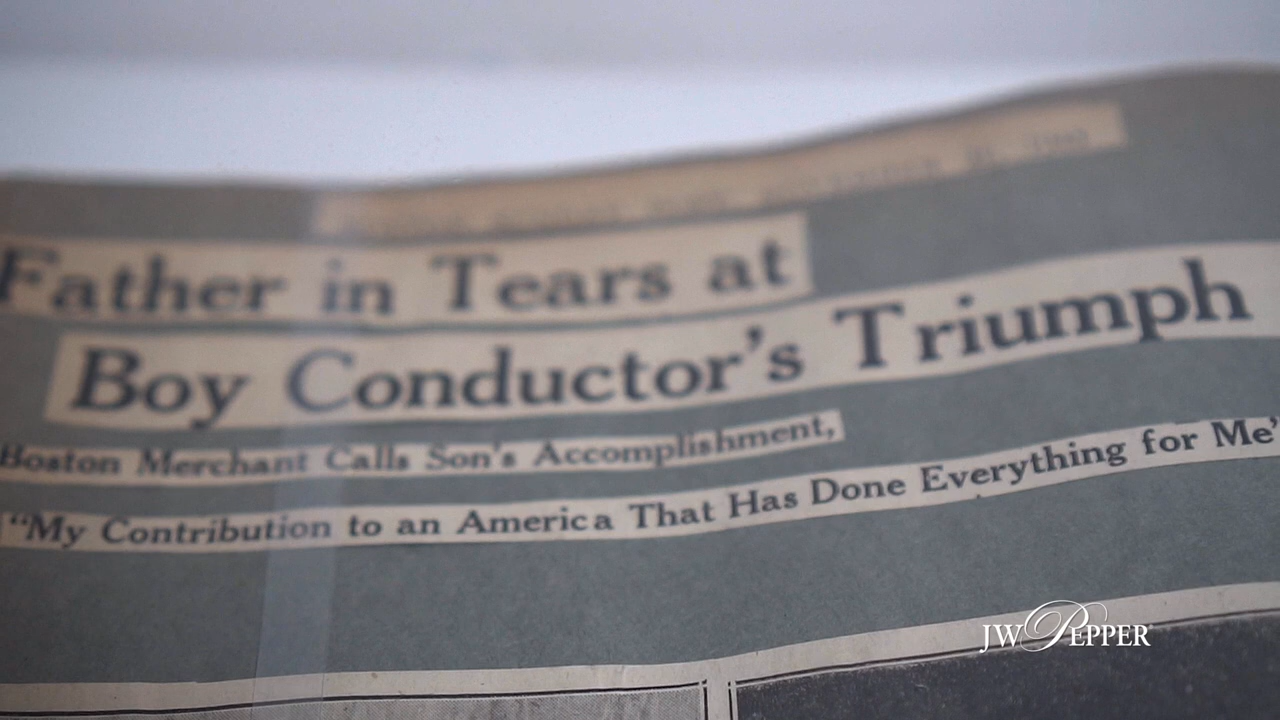 Father in Tears at
Boy Conductor's Triumph
Boston Merchant Calls Son's Accomplishment,
"My Contribution to an America That Has Done Everything for Me'
JW PEPPER